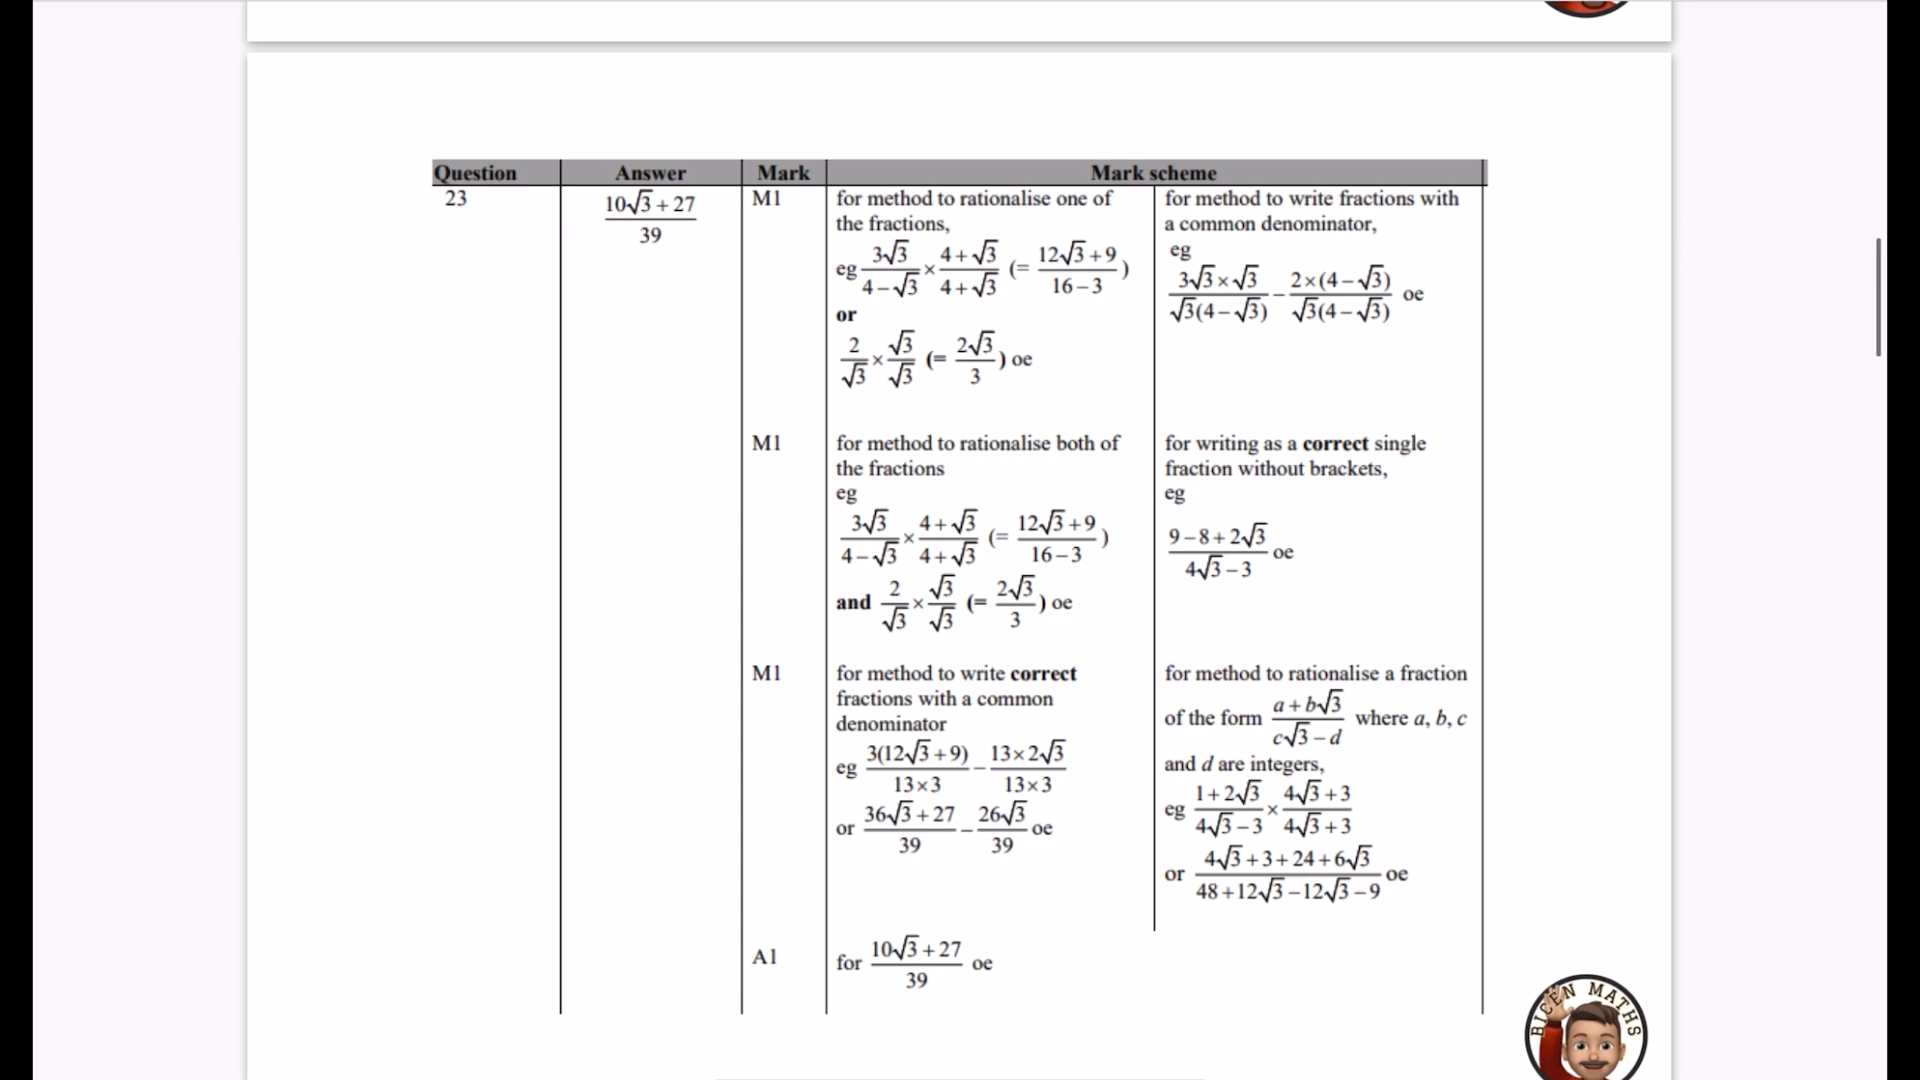 Question Answer Mark Mark scheme
23
10√3 + 27
39
M1
for method to rationalise one of
the fractions,
eg 3√3/(4 − √3) × (4 + √3)/(4 + √3) (= (12√3 + 9)/(16 − 3))
or
2/√3 × √3/√3 (= 2√3/3) oe
for method to write fractions with
a common denominator,
eg
(3√3 × √3)/(√3(4 − √3)) − (2 × (4 − √3))/(√3(4 − √3)) oe
M1
for method to rationalise both of
the fractions
eg
3√3/(4 − √3) × (4 + √3)/(4 + √3) (= (12√3 + 9)/(16 − 3))
and 2/√3 × √3/√3 (= 2√3/3) oe
for writing as a correct single
fraction without brackets,
eg
(9 − 8 + 2√3)/(4√3 − 3) oe
M1
for method to write correct
fractions with a common
denominator
eg 3(12√3 + 9)/(13 × 3) − (13 × 2√3)/(13 × 3)
or (36√3 + 27)/39 − 26√3/39 oe
for method to rationalise a fraction
of the form (a + b√3)/(c√3 − d) where a, b, c
and d are integers,
eg (1 + 2√3)/(4√3 − 3) × (4√3 + 3)/(4√3 + 3)
or (4√3 + 3 + 24 + 6√3)/(48 + 12√3 − 12√3 − 9) oe
A1
for (10√3 + 27)/39 oe
BICEN MATHS